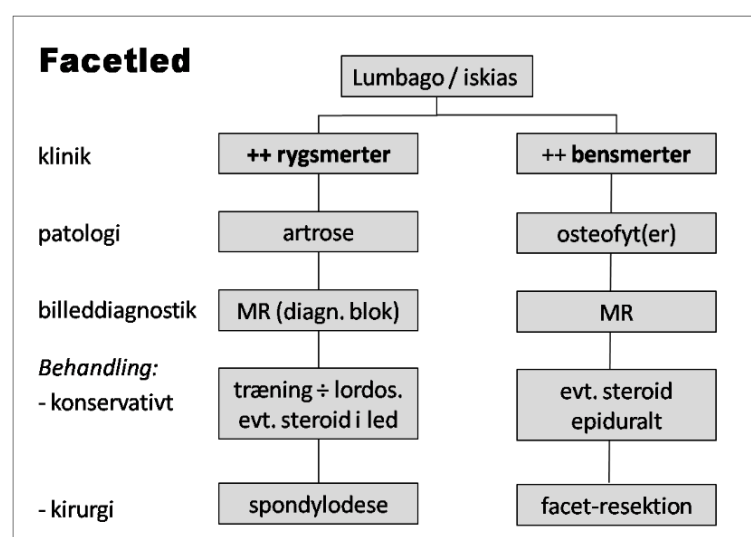 Facetled
Lumbago / iskias
klinik
++ rygsmerter
++ bensmerter
patologi
artrose
osteofyt(er)
billeddiagnostik
MR (diagn. blok)
MR
Behandling:
- konservativt
træning ÷ lordos.
evt. steroid i led
evt. steroid
epiduralt
- kirurgi
spondylodese
facet-resektion